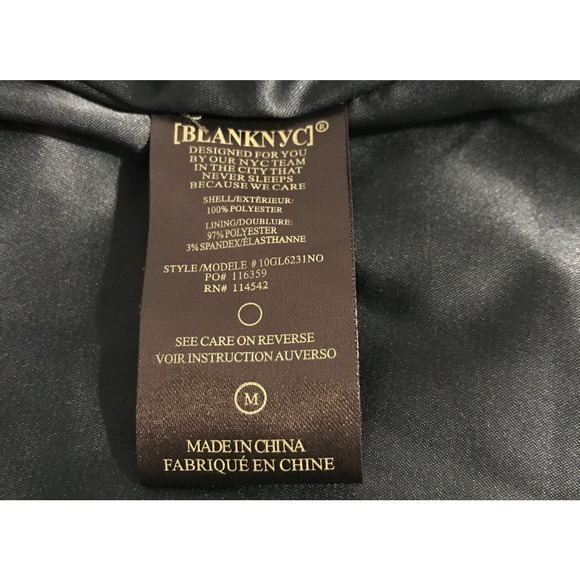 [BLANKNYC]®
DESIGNED FOR YOU
BY OUR NYC TEAM
IN THE CITY THAT
NEVER SLEEPS
BECAUSE WE CARE
SHELL/EXTÉRIEUR:
100% POLYESTER
LINING/DOUBLURE:
97% POLYESTER
3% SPANDEX/ÉLASTHANNE
STYLE/MODELE #10GL6231NO
PO# 116359
RN# 114542
SEE CARE ON REVERSE
VOIR INSTRUCTION AUVERSO
M
MADE IN CHINA
FABRIQUÉ EN CHINE